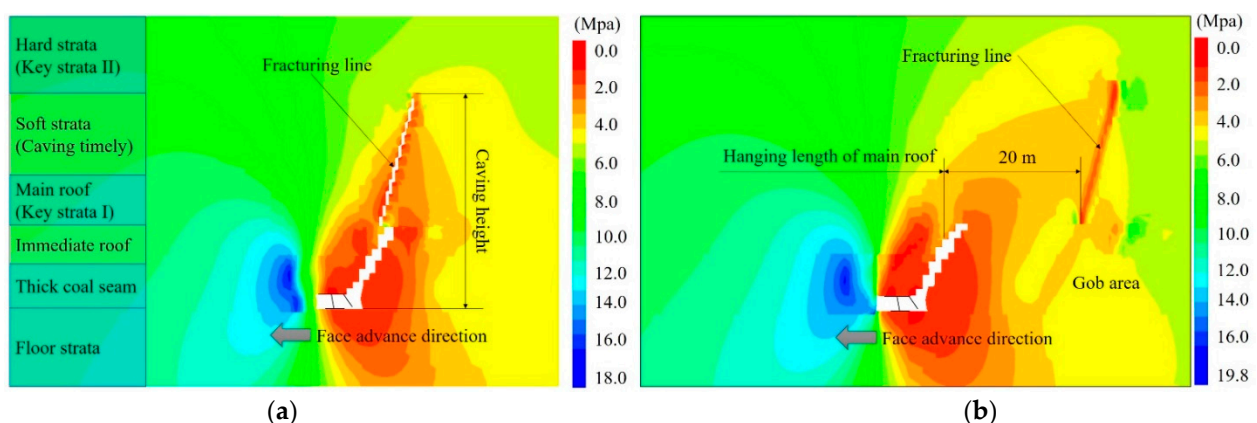 Hard strata
(Key strata II)
Soft strata
(Caving timely)
Main roof
(Key strata I)
Immediate roof
Thick coal seam
Floor strata
Fracturing line
Caving height
Face advance direction
(Mpa)
0.0
2.0
4.0
6.0
8.0
10.0
12.0
14.0
16.0
18.0
(a)
Fracturing line
Hanging length of main roof
20 m
Gob area
Face advance direction
(Mpa)
0.0
2.0
4.0
6.0
8.0
10.0
12.0
14.0
16.0
19.8
(b)